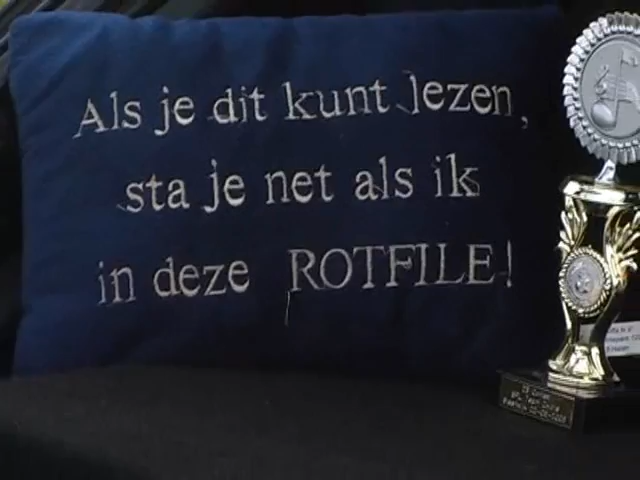 Als je dit kunt lezen,
sta je net als ik
in deze ROTFILE!